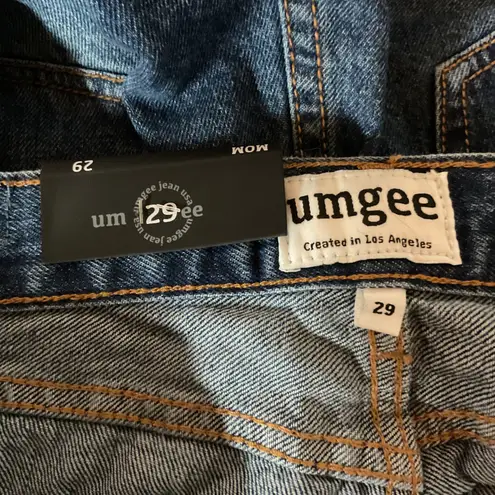 29
MOM
umgee jean usa umgee jean usa
um 29 ee
umgee
Created in Los Angeles
29